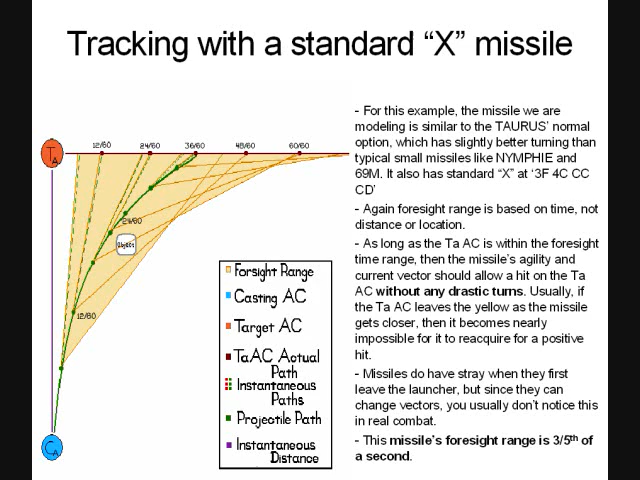 Tracking with a standard “X” missile
- For this example, the missile we are
modeling is similar to the TAURUS’ normal
option, which has slightly better turning than
typical small missiles like NYMPHIE and
69M. It also has standard “X” at ‘3F 4C CC
CD’
- Again foresight range is based on time, not
distance or location.
- As long as the Ta AC is within the foresight
time range, then the missile’s agility and
current vector should allow a hit on the Ta
AC without any drastic turns. Usually, if
the Ta AC leaves the yellow as the missile
gets closer, then it becomes nearly
impossible for it to reacquire for a positive
hit.
- Missiles do have stray when they first
leave the launcher, but since they can
change vectors, you usually don’t notice this
in real combat.
- This missile’s foresight range is 3/5th of
a second.
12/60 24/60 36/60 48/60 60/60
TA
24/60
Object
12/60
CA
Forsight Range
Casting AC
Target AC
TaAC Actual
Path
Instantaneous
Paths
Projectile Path
Instantaneous
Distance